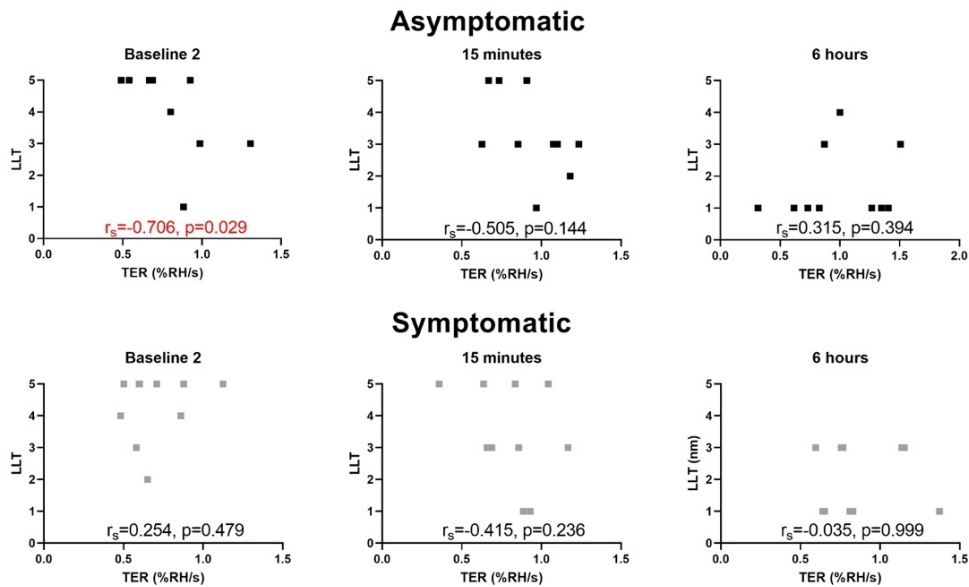 Asymptomatic
Baseline 2
5
4
3
2
1
0
LLT
rs=-0.706, p=0.029
0.0 0.5 1.0 1.5
TER (%RH/s)
15 minutes
5
4
3
2
1
0
LLT
rs=-0.505, p=0.144
0.0 0.5 1.0 1.5
TER (%RH/s)
6 hours
5
4
3
2
1
0
LLT
rs=0.315, p=0.394
0.0 0.5 1.0 1.5 2.0
TER (%RH/s)
Symptomatic
Baseline 2
5
4
3
2
1
0
LLT
rs=0.254, p=0.479
0.0 0.5 1.0 1.5
TER (%RH/s)
15 minutes
5
4
3
2
1
0
LLT
rs=-0.415, p=0.236
0.0 0.5 1.0 1.5
TER (%RH/s)
6 hours
5
4
3
2
1
0
LLT (nm)
rs=-0.035, p=0.999
0.0 0.5 1.0 1.5
TER (%RH/s)